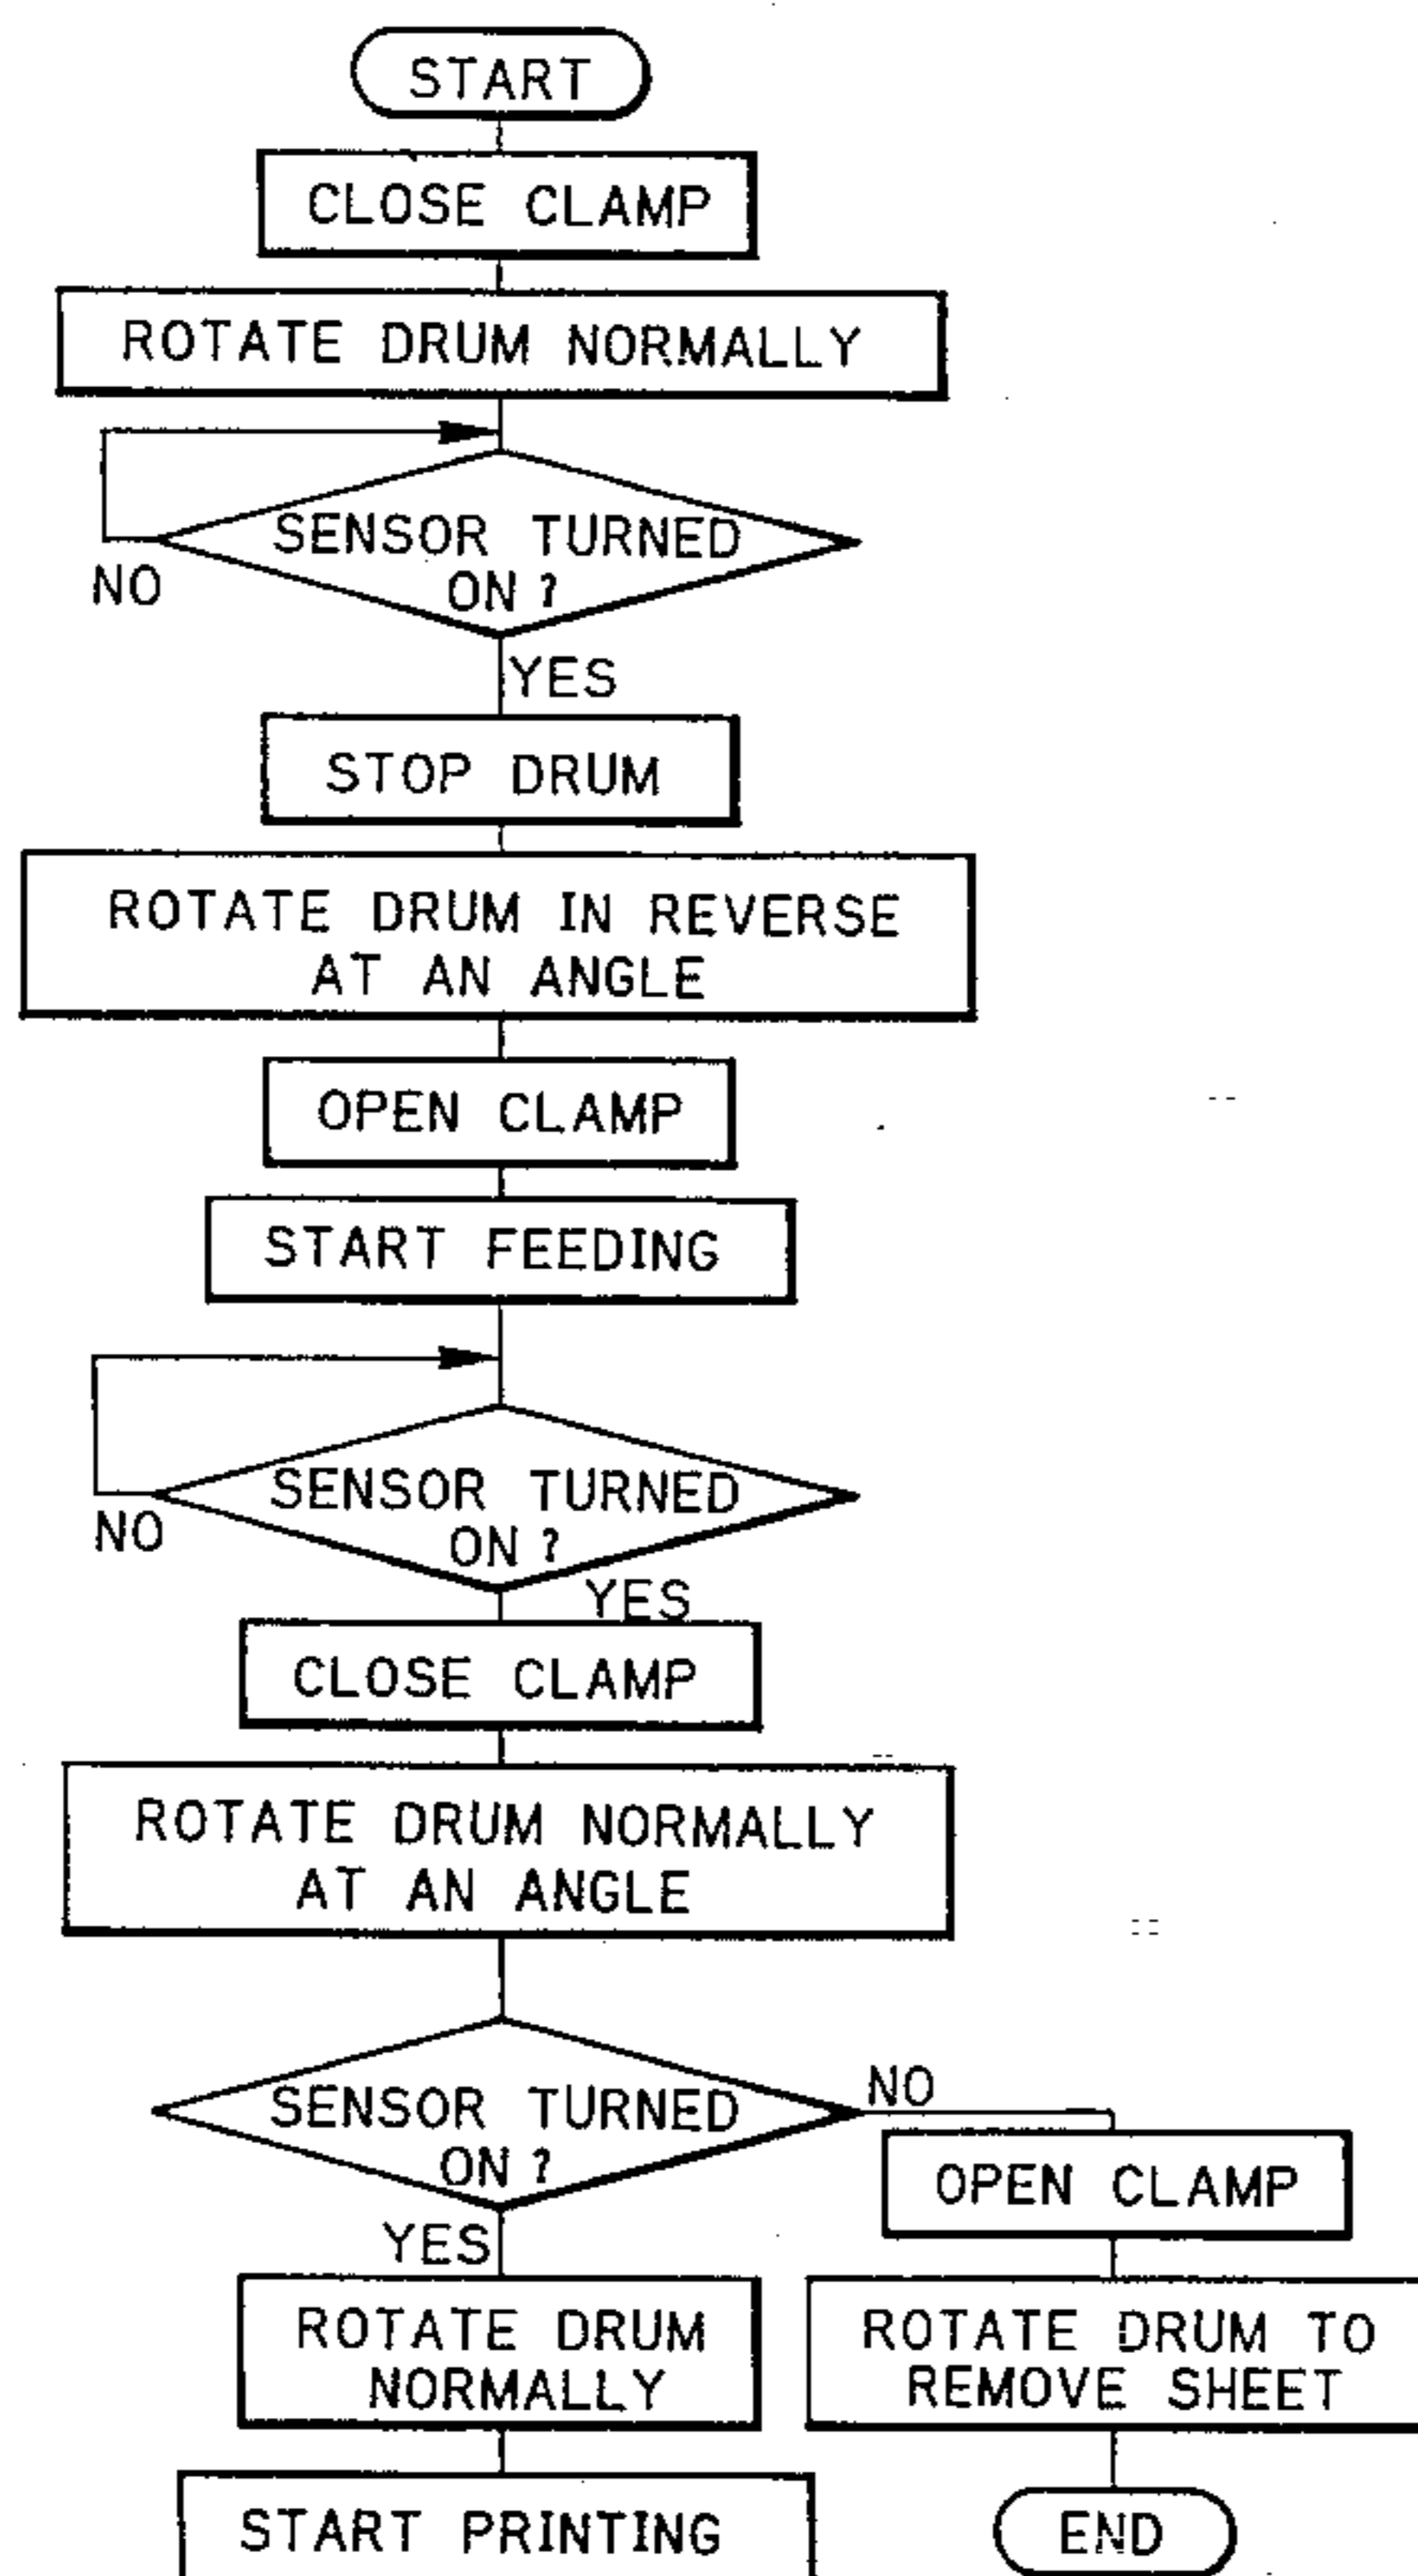 START
CLOSE CLAMP
ROTATE DRUM NORMALLY
SENSOR TURNED
ON ?
NO
YES
STOP DRUM
ROTATE DRUM IN REVERSE
AT AN ANGLE
OPEN CLAMP
START FEEDING
SENSOR TURNED
ON ?
NO
YES
CLOSE CLAMP
ROTATE DRUM NORMALLY
AT AN ANGLE
SENSOR TURNED
ON ?
NO
OPEN CLAMP
YES
ROTATE DRUM
NORMALLY
ROTATE DRUM TO
REMOVE SHEET
START PRINTING
END